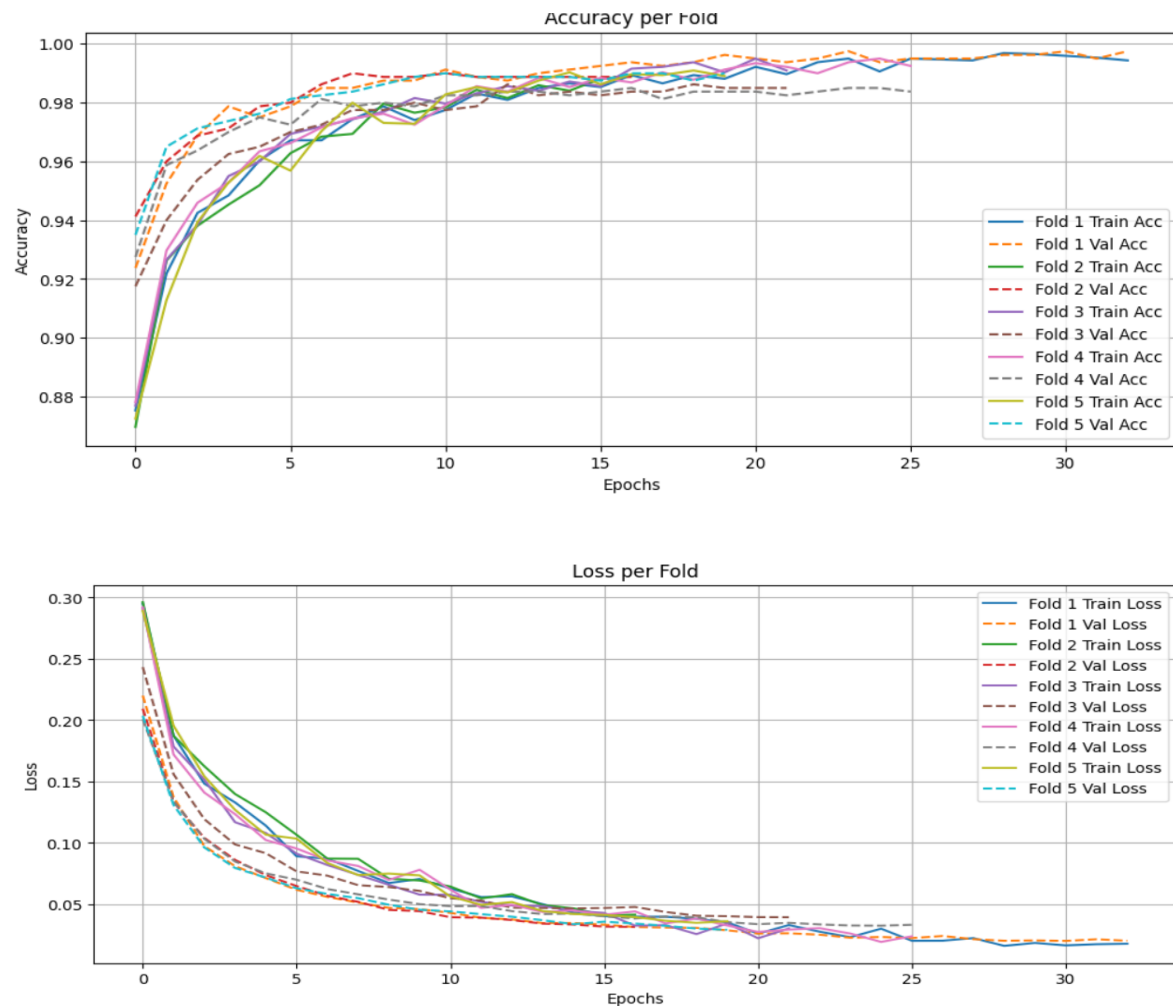 Accuracy per Fold
1.00
0.98
0.96
0.94
0.92
0.90
0.88
Accuracy
Fold 1 Train Acc
Fold 1 Val Acc
Fold 2 Train Acc
Fold 2 Val Acc
Fold 3 Train Acc
Fold 3 Val Acc
Fold 4 Train Acc
Fold 4 Val Acc
Fold 5 Train Acc
Fold 5 Val Acc
0 5 10 15 20 25 30
Epochs
Loss per Fold
0.30
0.25
0.20
0.15
0.10
0.05
Loss
Fold 1 Train Loss
Fold 1 Val Loss
Fold 2 Train Loss
Fold 2 Val Loss
Fold 3 Train Loss
Fold 3 Val Loss
Fold 4 Train Loss
Fold 4 Val Loss
Fold 5 Train Loss
Fold 5 Val Loss
0 5 10 15 20 25 30
Epochs